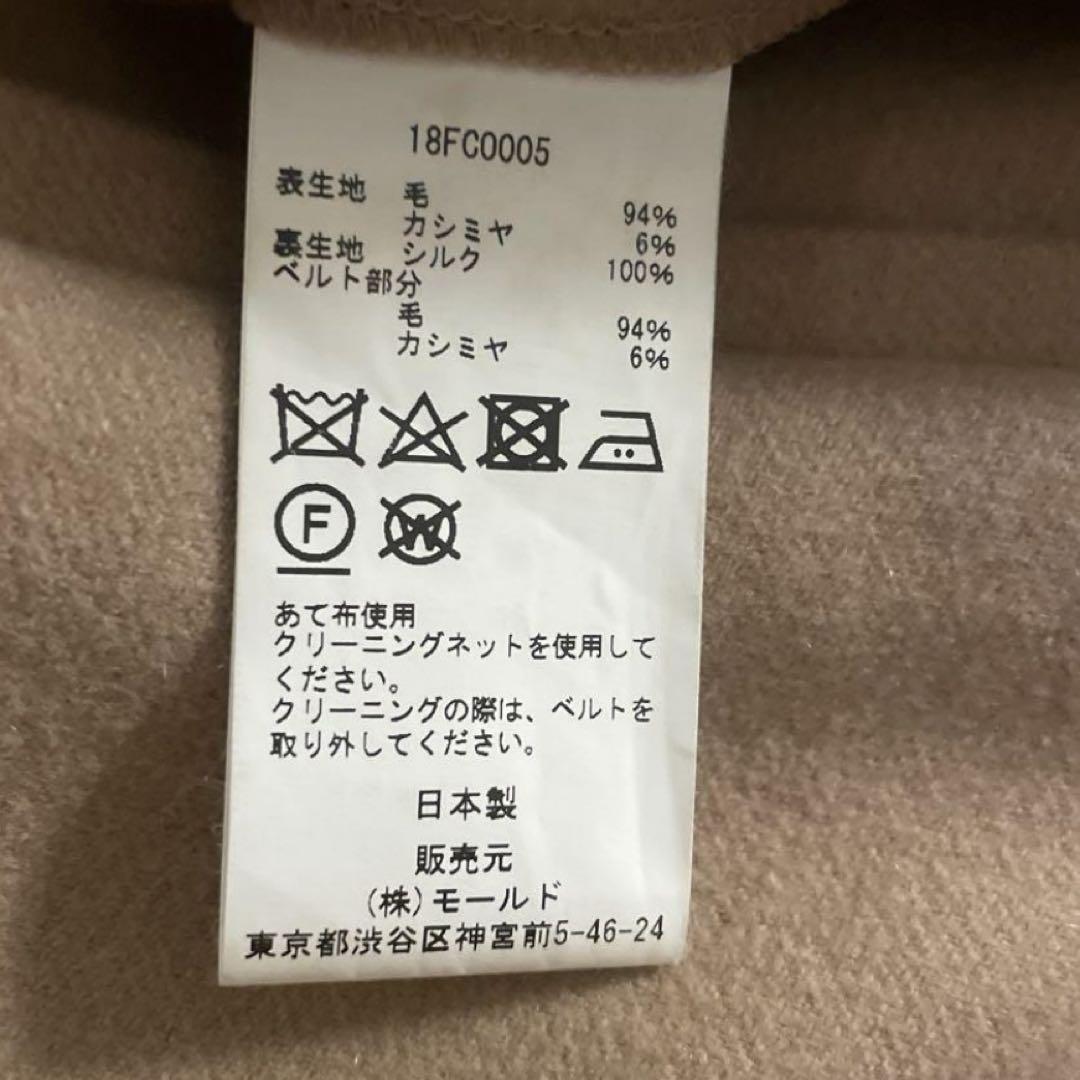 18FC0005
表生地 毛 94%
カシミヤ 6%
裏生地 シルク 100%
ベルト部分
毛 94%
カシミヤ 6%
F
W
あて布使用
クリーニングネットを使用して
ください。
クリーニングの際は、ベルトを
取り外してください。
日本製
販売元
(株)モールド
東京都渋谷区神宮前5-46-24